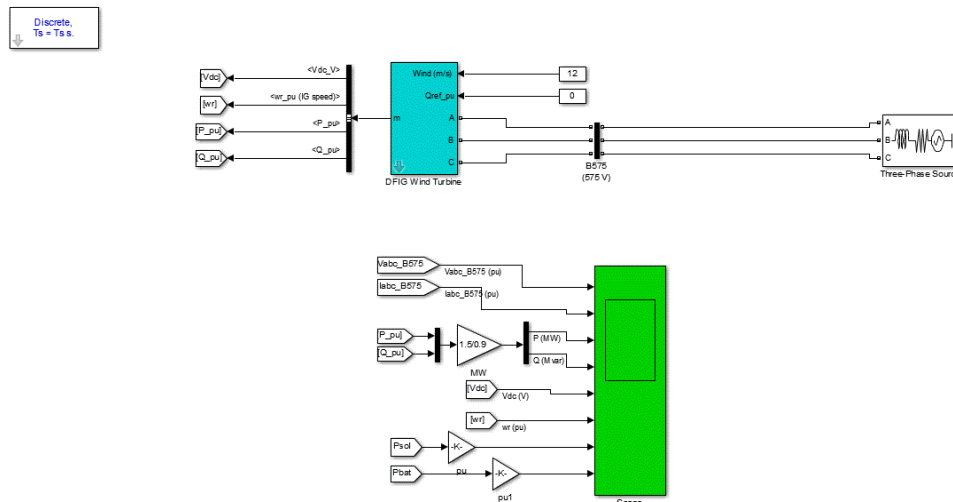 Discrete,
Ts = Ts s.
[Vdc]
<Vdc_V>
[wr]
<wr_pu (IG speed)>
[P_pu]
<P_pu>
[Q_pu]
<Q_pu>
m
Wind (m/s)
Qref_pu
A
B
C
DFIG Wind Turbine
12
0
B575
(575 V)
A
B
C
Three-Phase Sourc
Vabc_B575
Vabc_B575 (pu)
Iabc_B575
Iabc_B575 (pu)
[P_pu]
[Q_pu]
1.5/0.9
MW
P (MW)
Q (Mvar)
[Vdc]
Vdc (V)
[wr]
wr (pu)
Psol
-K-
pu
Pbat
-K-
pu1